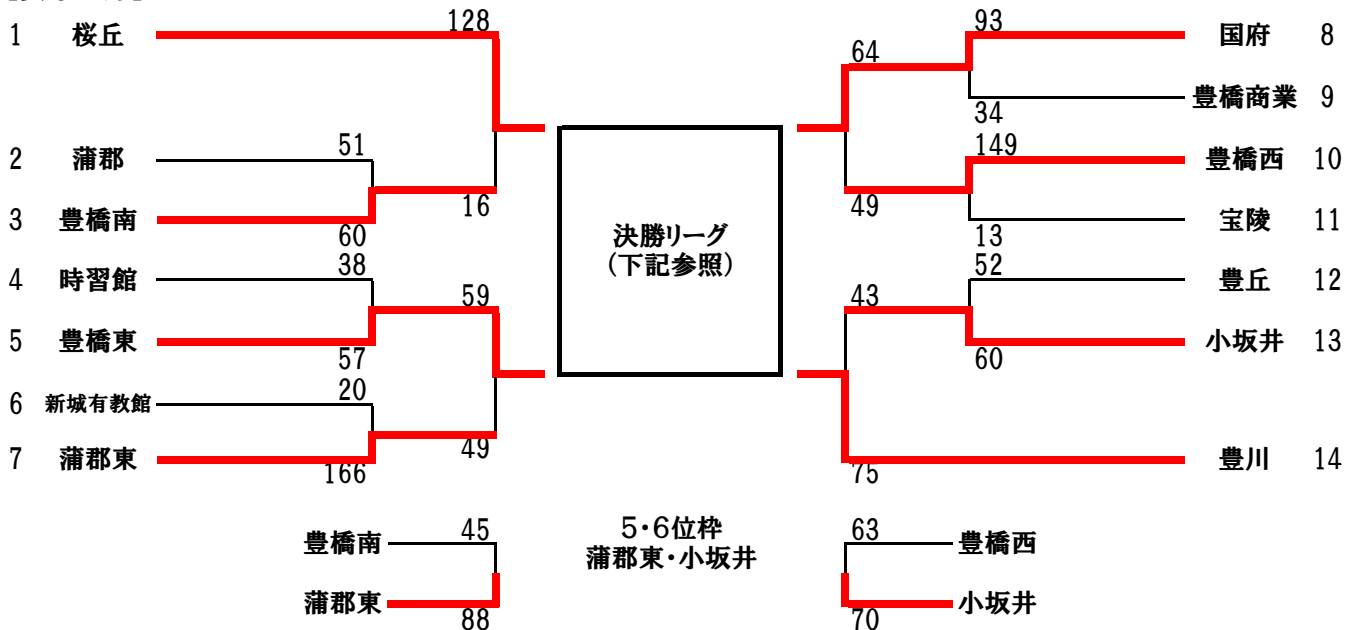 1 桜丘 128
2 蒲郡 51
16
3 豊橋南 60
4 時習館 38
59
5 豊橋東 57
6 新城有教館 20
49
7 蒲郡東 166
決勝リーグ
(下記参照)
93 国府 8
64
34 豊橋商業 9
149 豊橋西 10
49
13 宝陵 11
52 豊丘 12
43
60 小坂井 13
75 豊川 14
豊橋南 45
蒲郡東 88
5・6位枠
蒲郡東・小坂井
63 豊橋西
70 小坂井